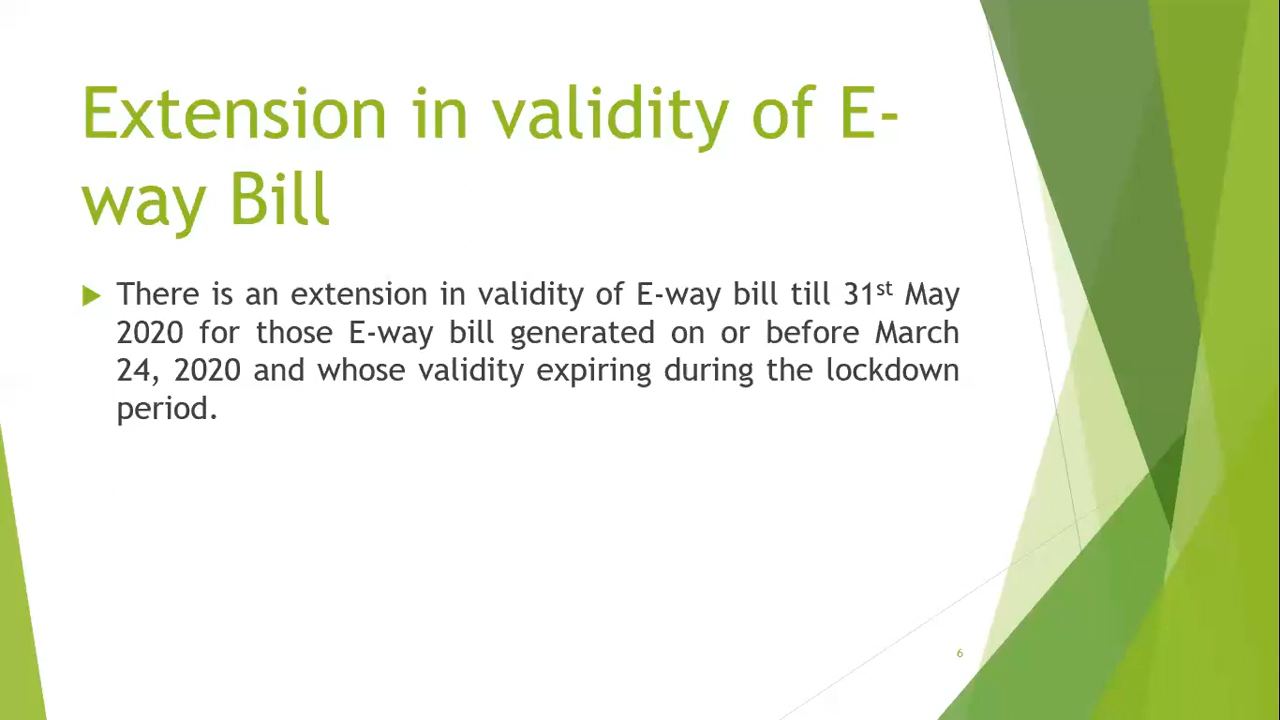 Extension in validity of E-
way Bill
There is an extension in validity of E-way bill till 31st May
2020 for those E-way bill generated on or before March
24, 2020 and whose validity expiring during the lockdown
period.
6